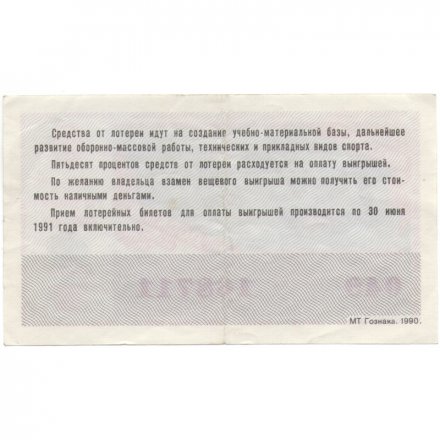 Средства от лотереи идут на создание учебно-материальной базы, дальнейшее
развитие оборонно-массовой работы, технических и прикладных видов спорта.
Пятьдесят процентов средств от лотереи расходуется на оплату выигрышей.
По желанию владельца взамен вещевого выигрыша можно получить его стои-
мость наличными деньгами.
Прием лотерейных билетов для оплаты выигрышей производится по 30 июня
1991 года включительно.
МТ Гознака. 1990.